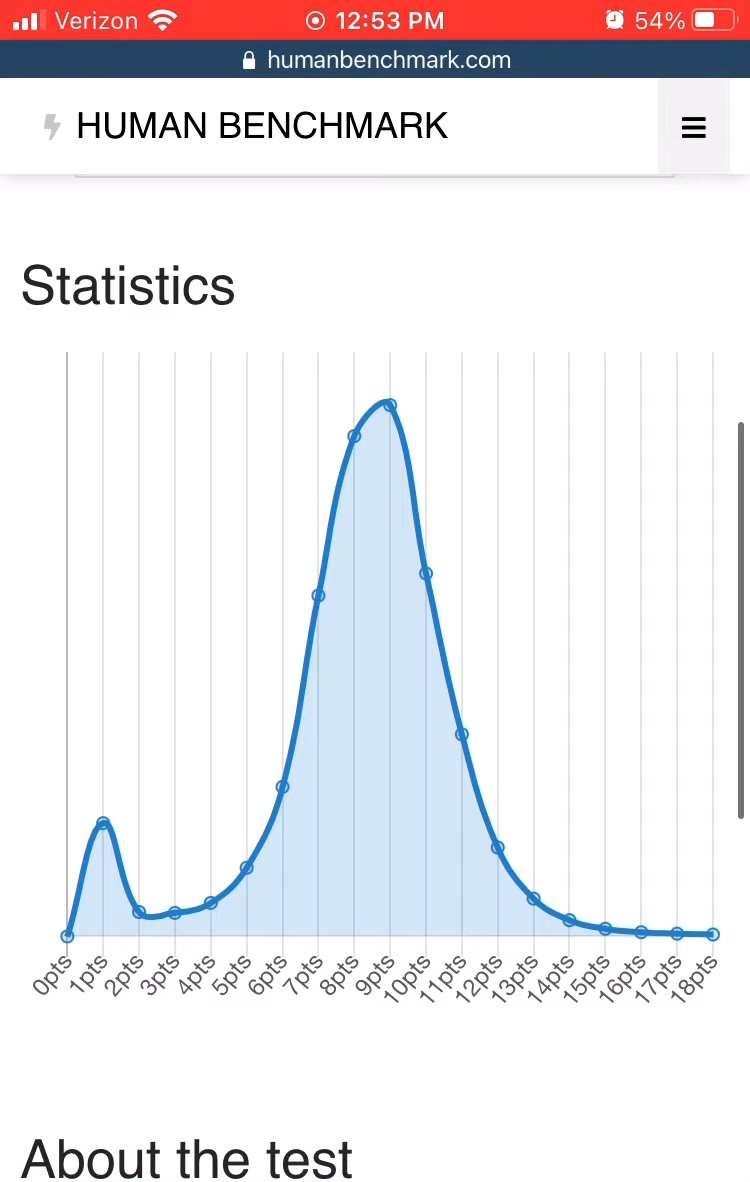 Verizon 12:53 PM 54%
humanbenchmark.com
HUMAN BENCHMARK
Statistics
0pts 1pts 2pts 3pts 4pts 5pts 6pts 7pts 8pts 9pts 10pts 11pts 12pts 13pts 14pts 15pts 16pts 17pts 18pts
About the test